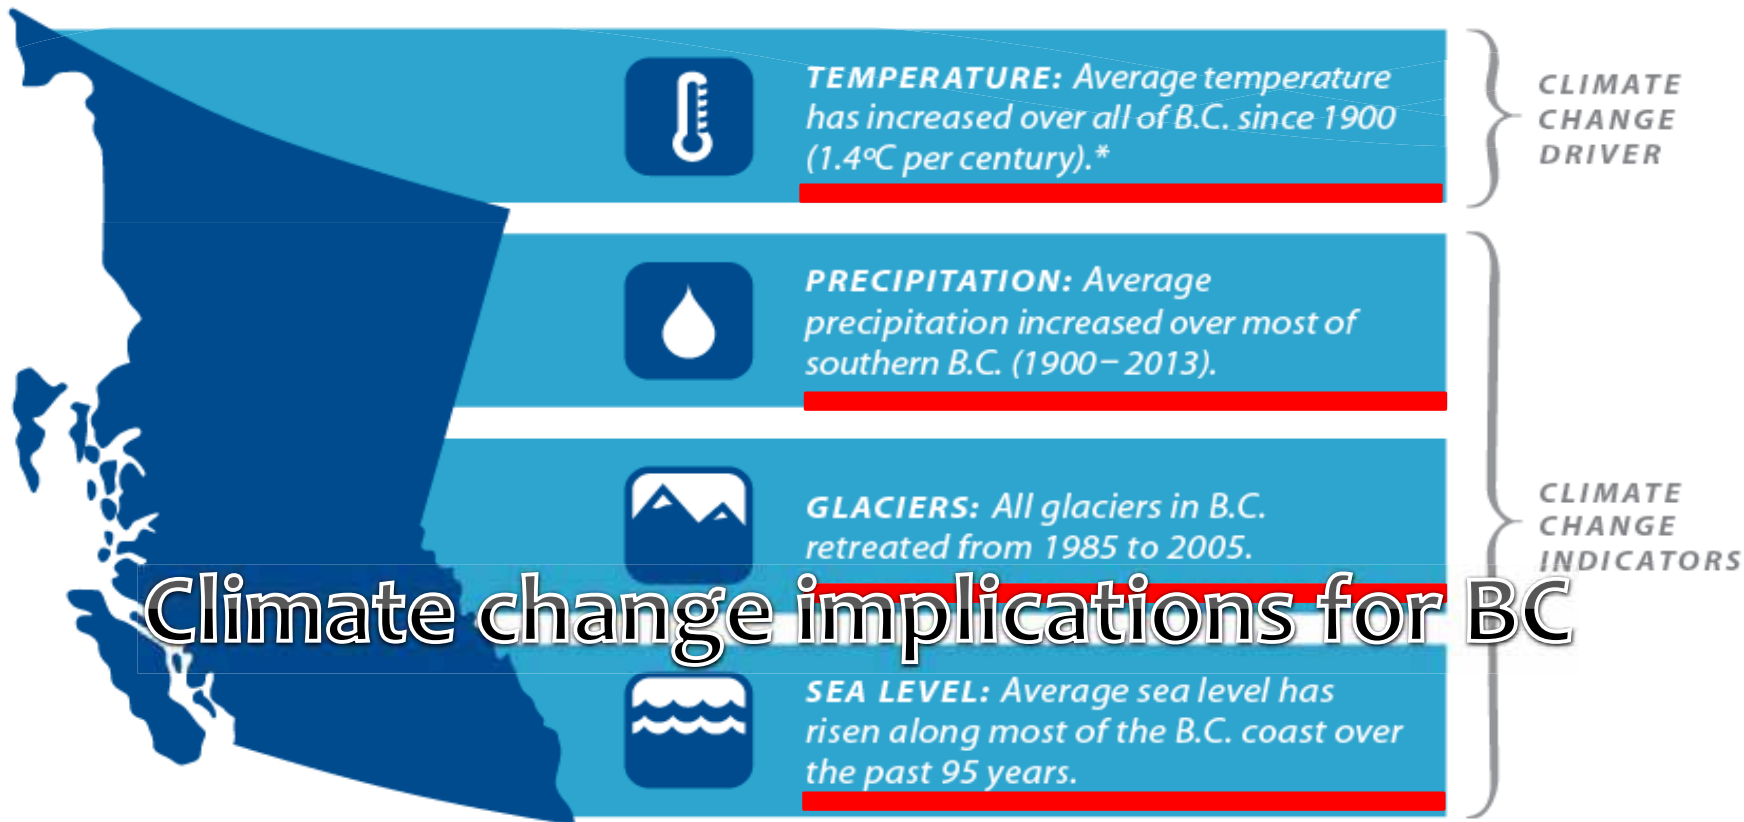 TEMPERATURE: Average temperature
has increased over all of B.C. since 1900
(1.4ºC per century).*
CLIMATE
CHANGE
DRIVER
PRECIPITATION: Average
precipitation increased over most of
southern B.C. (1900–2013).
GLACIERS: All glaciers in B.C.
retreated from 1985 to 2005.
CLIMATE
CHANGE
INDICATORS
Climate change implications for BC
SEA LEVEL: Average sea level has
risen along most of the B.C. coast over
the past 95 years.